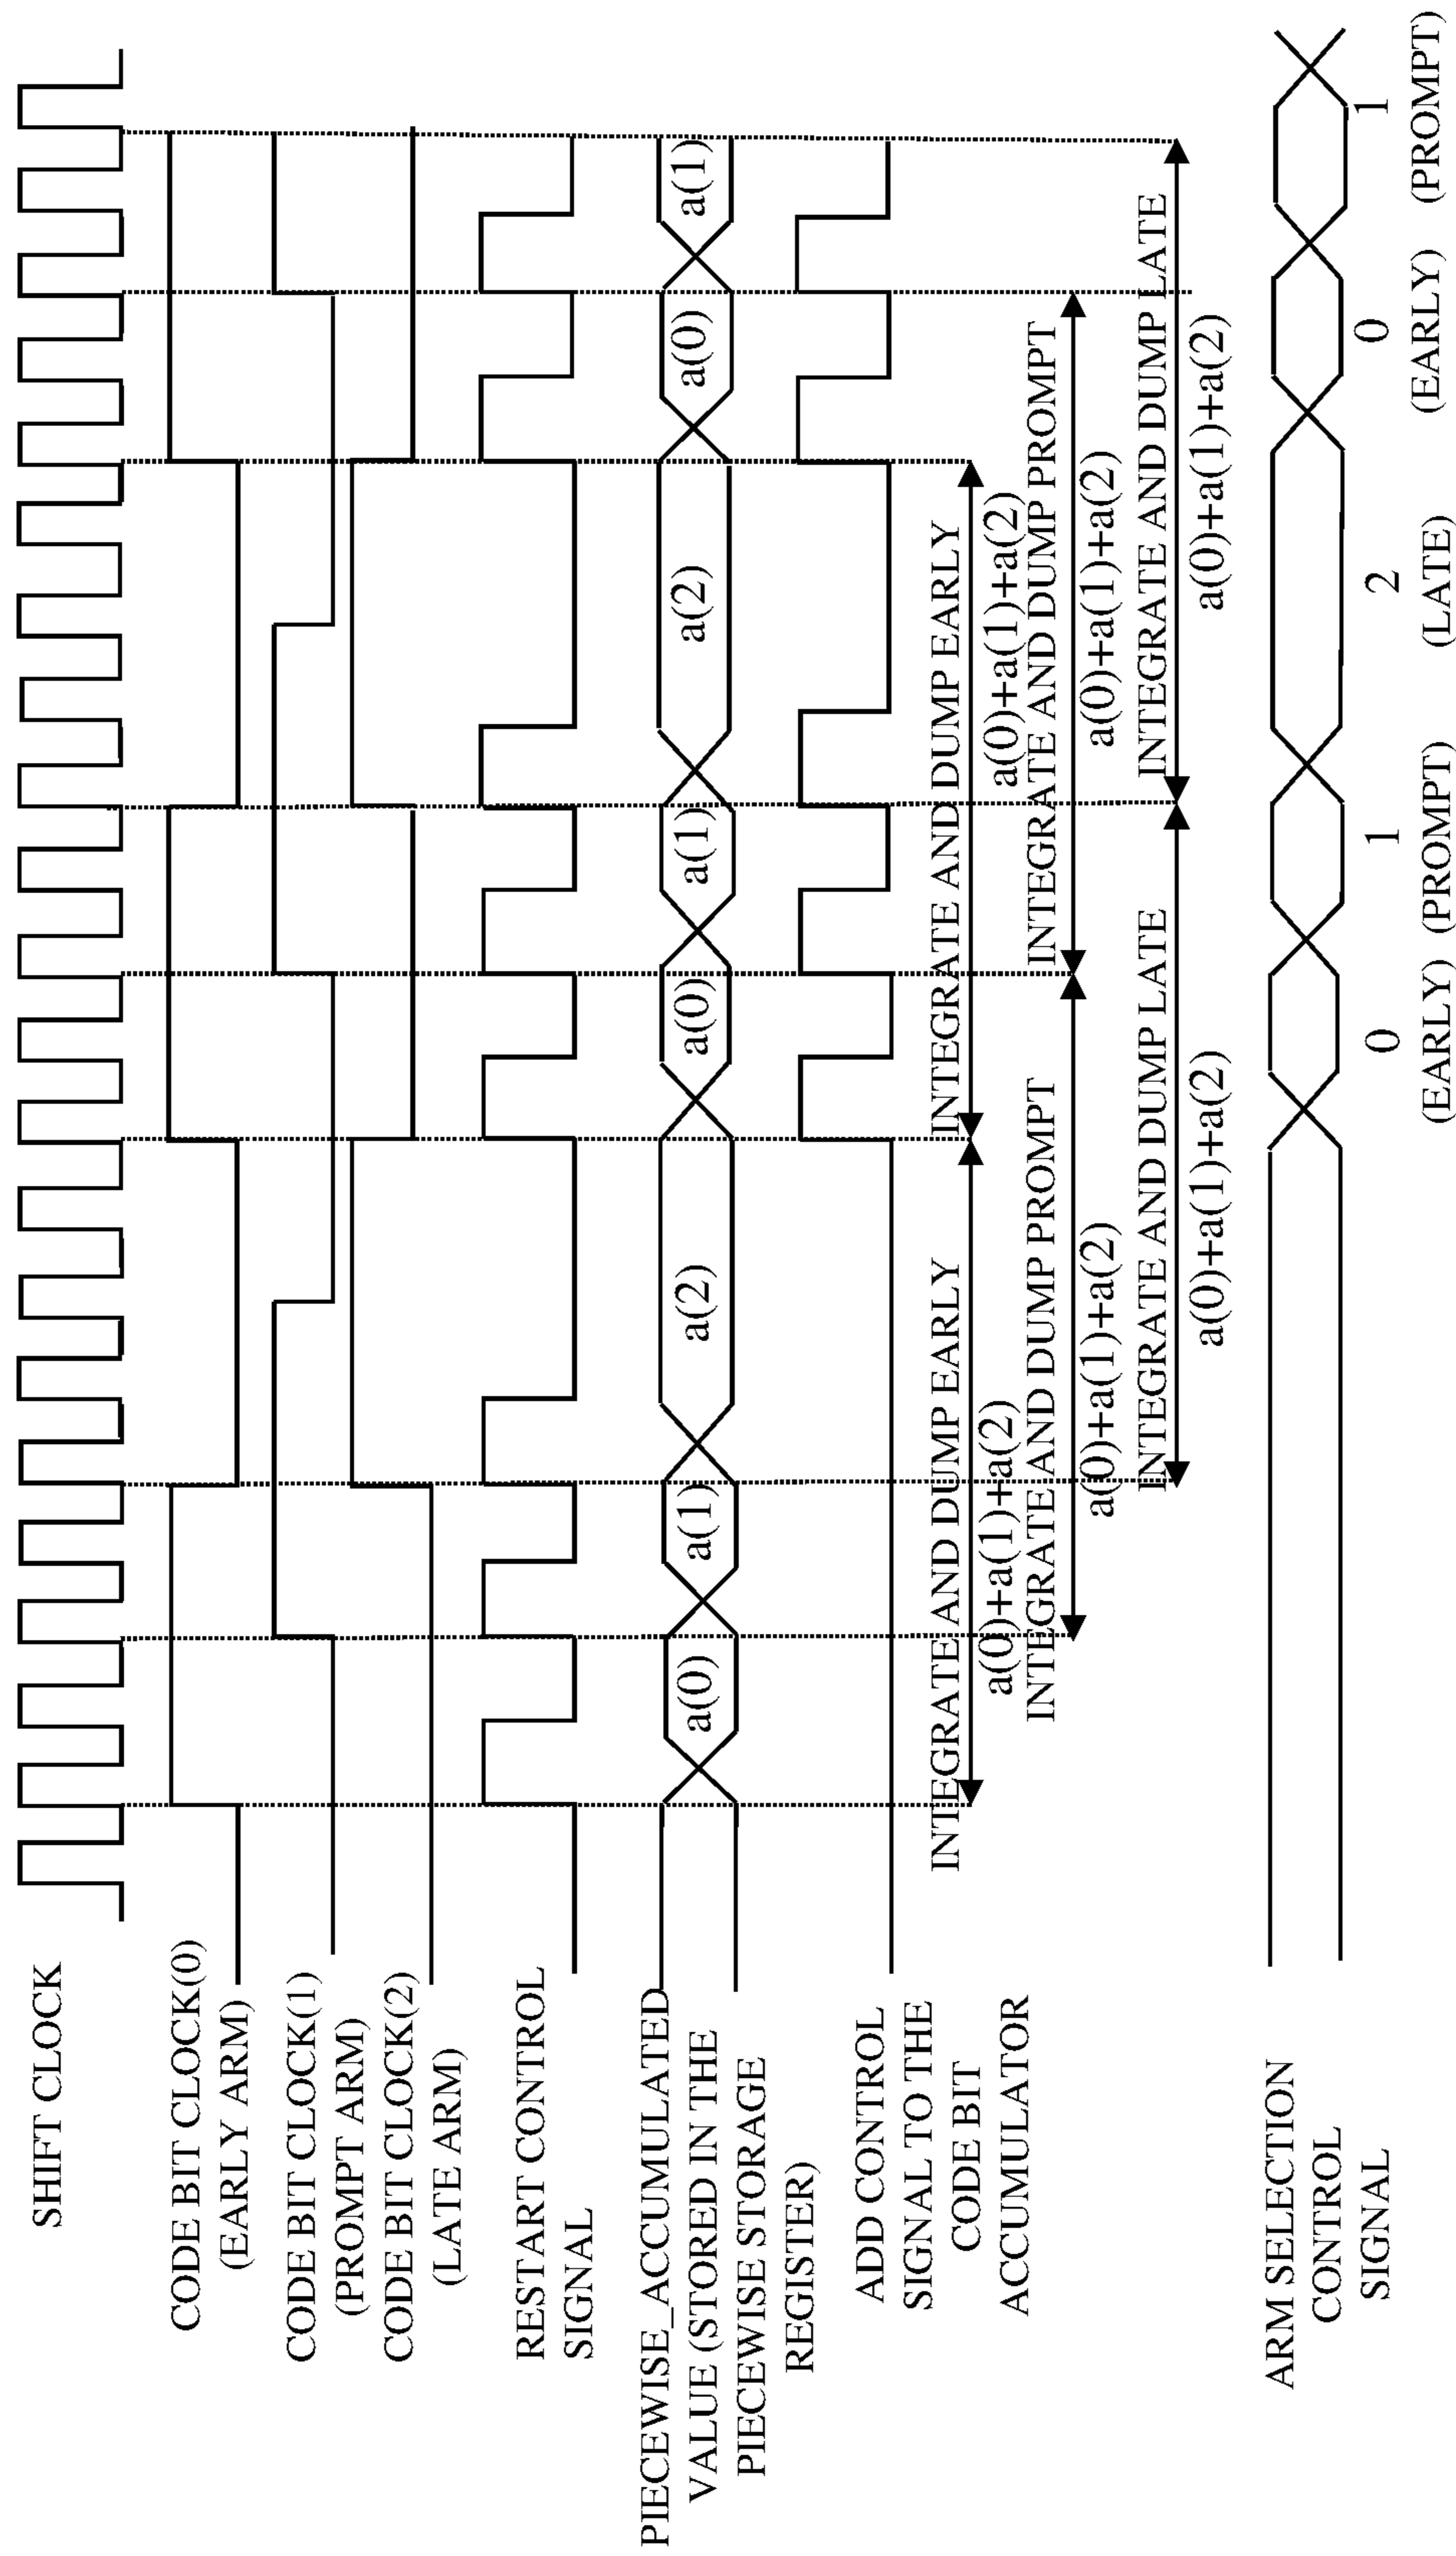 SHIFT CLOCK
CODE BIT CLOCK(0)
(EARLY ARM)
CODE BIT CLOCK(1)
(PROMPT ARM)
CODE BIT CLOCK(2)
(LATE ARM)
RESTART CONTROL
SIGNAL
PIECEWISE_ACCUMULATED
VALUE (STORED IN THE
PIECEWISE STORAGE
REGISTER)
a(0)
a(1)
a(2)
a(0)
a(1)
a(2)
a(0)
a(1)
ADD CONTROL
SIGNAL TO THE
CODE BIT
ACCUMULATOR
INTEGRATE AND DUMP EARLY
a(0)+a(1)+a(2)
INTEGRATE AND DUMP EARLY
a(0)+a(1)+a(2)
INTEGRATE AND DUMP PROMPT
a(0)+a(1)+a(2)
INTEGRATE AND DUMP PROMPT
a(0)+a(1)+a(2)
INTEGRATE AND DUMP LATE
a(0)+a(1)+a(2)
INTEGRATE AND DUMP LATE
a(0)+a(1)+a(2)
ARM SELECTION
CONTROL
SIGNAL
0
(EARLY)
1
(PROMPT)
2
(LATE)
0
(EARLY)
1
(PROMPT)